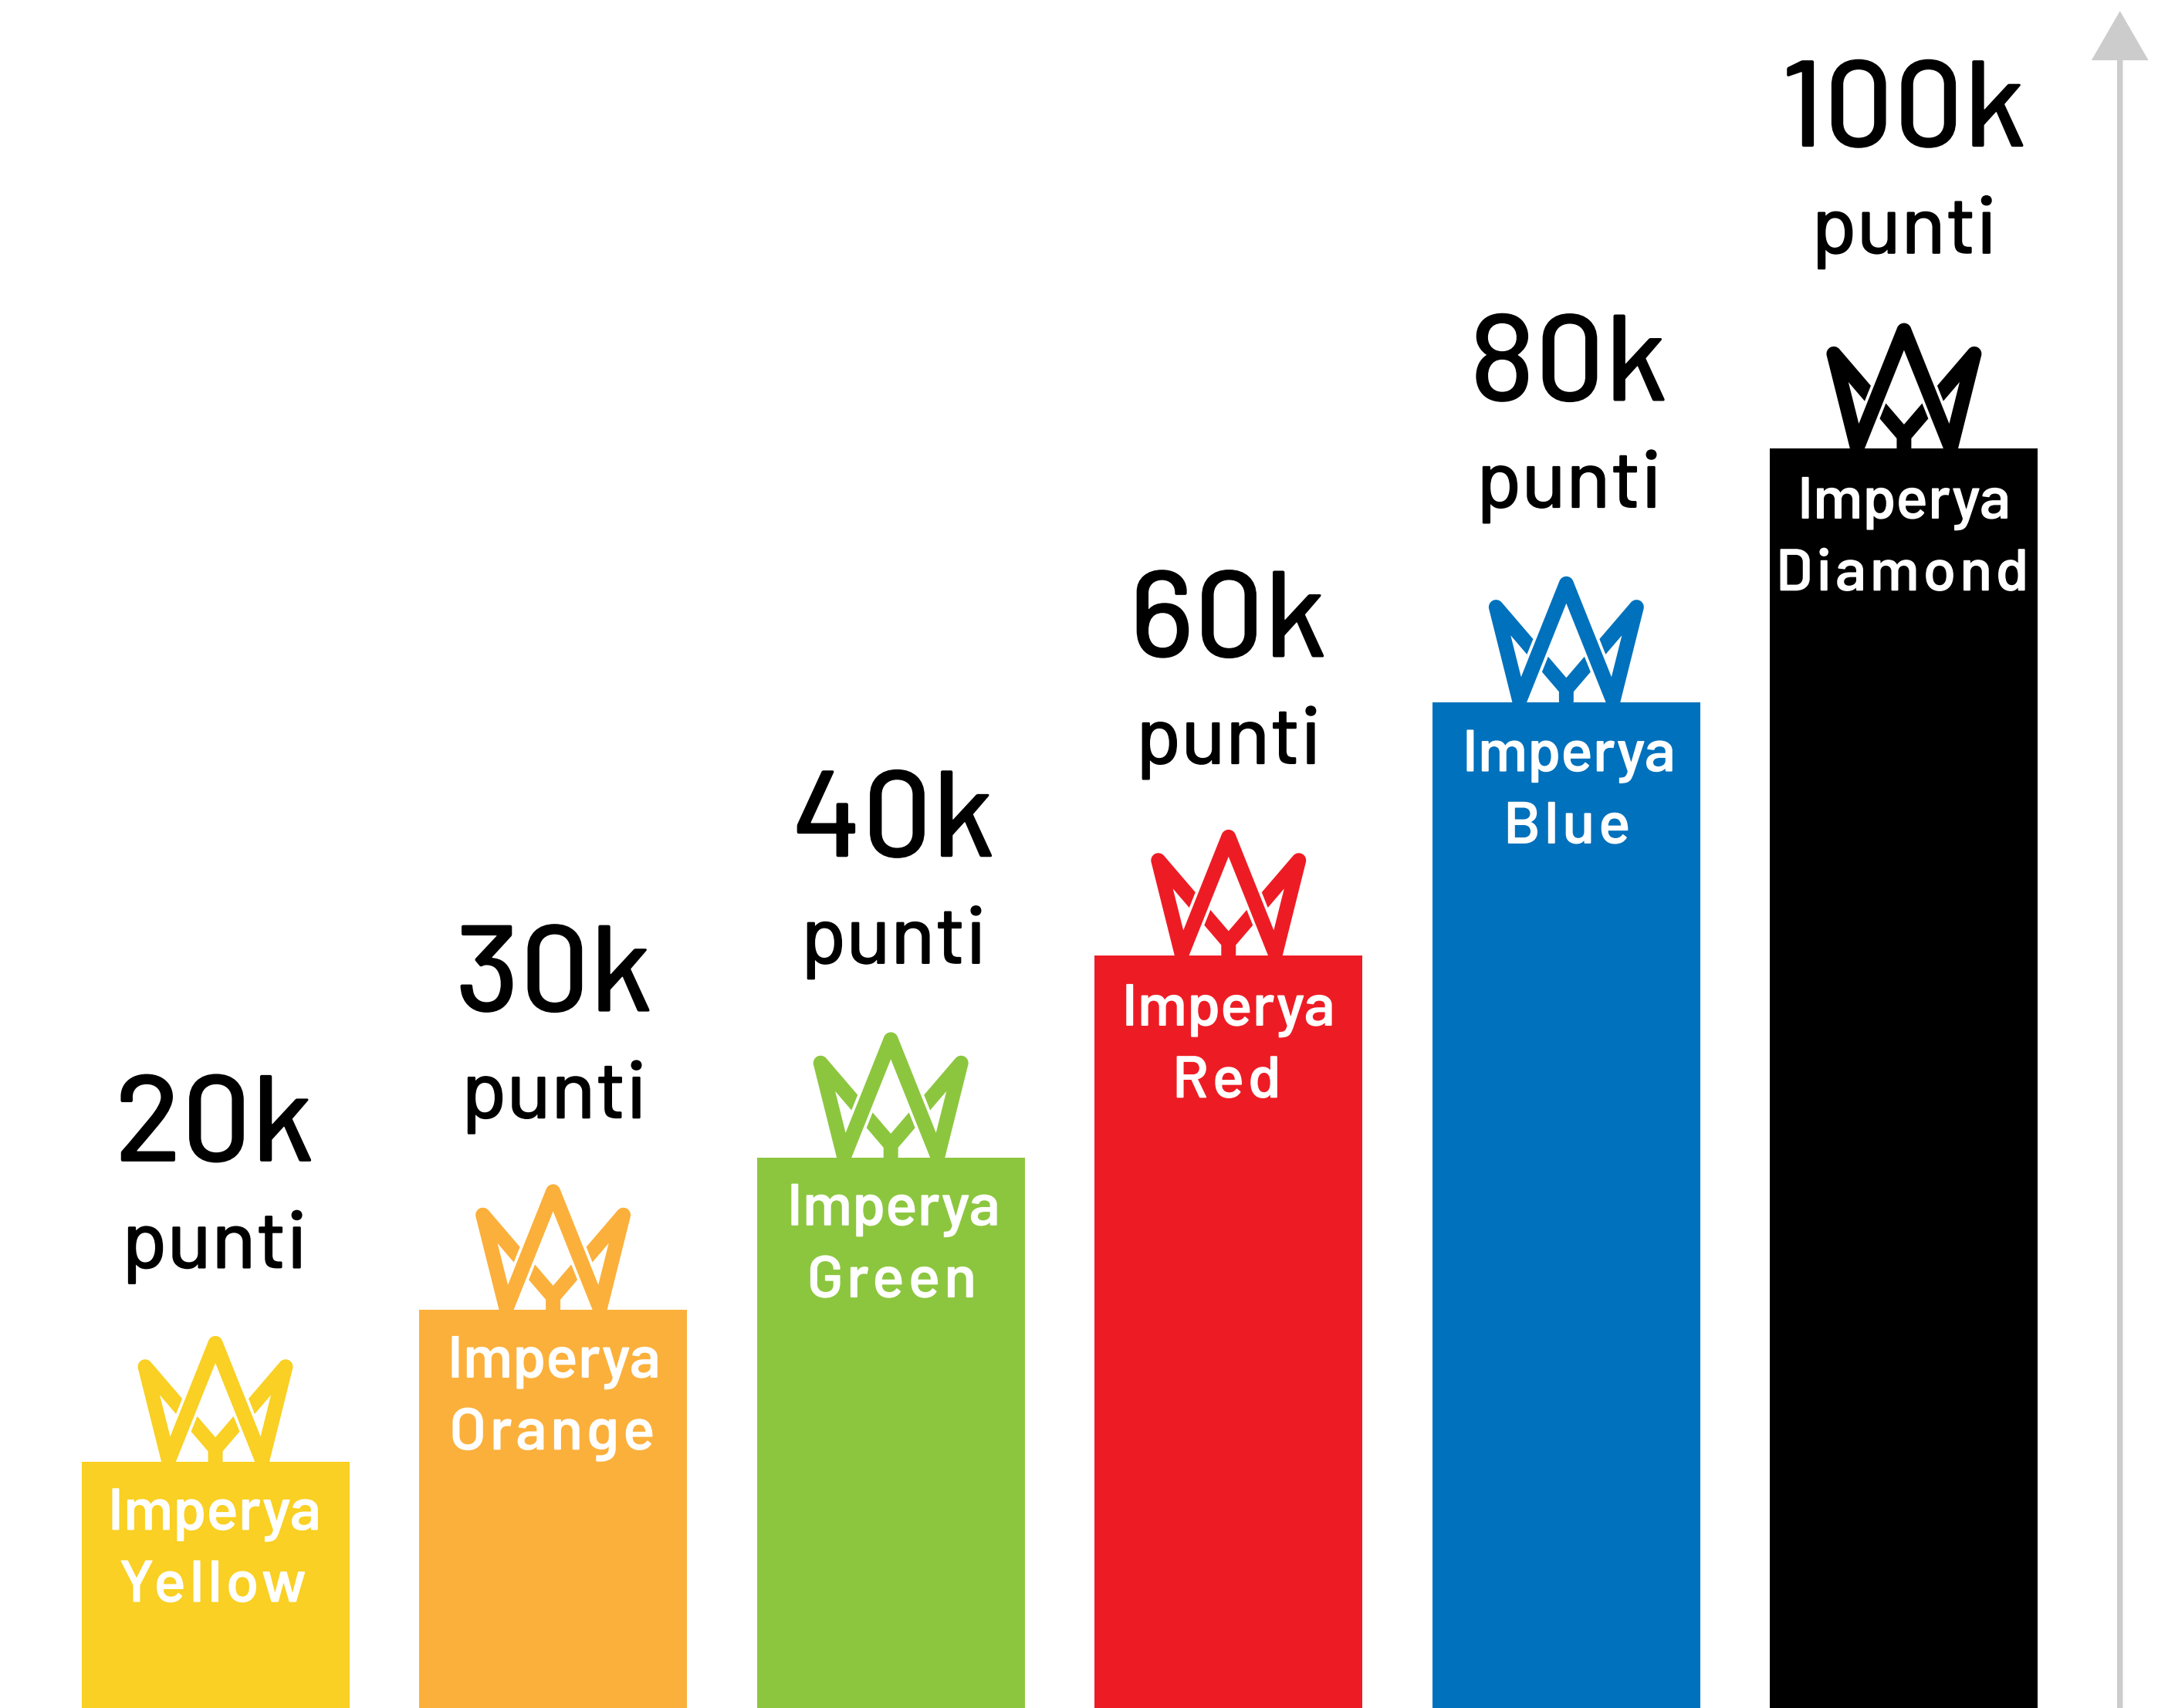 20k
punti
Imperya
Yellow
30k
punti
Imperya
Orange
40k
punti
Imperya
Green
60k
punti
Imperya
Red
80k
punti
Imperya
Blue
100k
punti
Imperya
Diamond